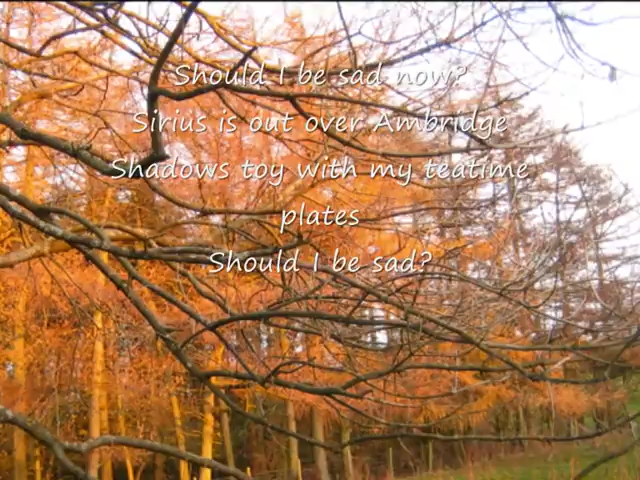 Should I be sad now?
Sirius is out over Ambridge
Shadows toy with my teatime
plates
Should I be sad?